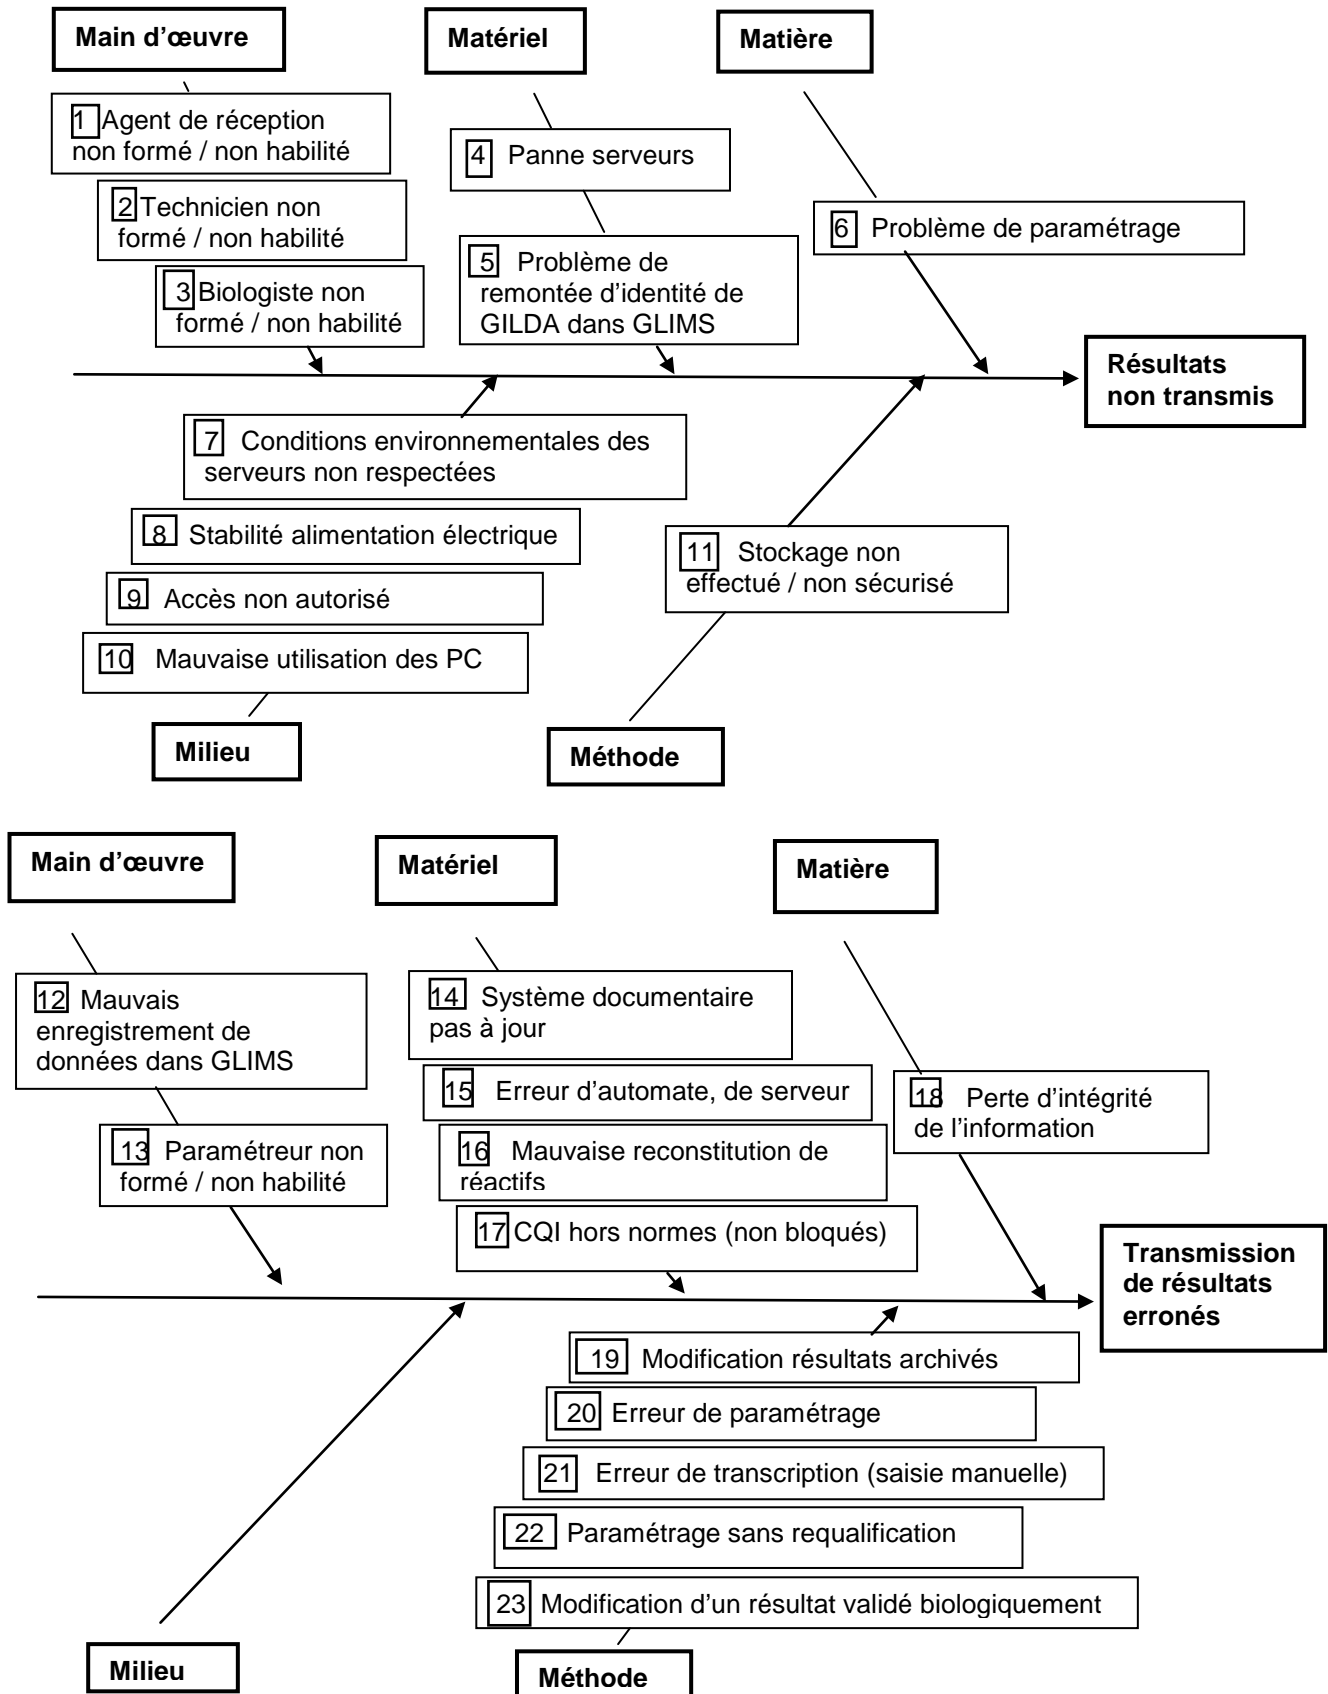 Main d'œuvre
Matériel
Matière
1 Agent de réception
non formé / non habilité
2 Technicien non
formé / non habilité
3 Biologiste non
formé / non habilité
4 Panne serveurs
5 Problème de
remontée d'identité de
GILDA dans GLIMS
6 Problème de paramétrage
Résultats
non transmis
7 Conditions environnementales des
serveurs non respectées
8 Stabilité alimentation électrique
9 Accès non autorisé
10 Mauvaise utilisation des PC
11 Stockage non
effectué / non sécurisé
Milieu
Méthode
Main d'œuvre
Matériel
Matière
12 Mauvais
enregistrement de
données dans GLIMS
13 Paramétreur non
formé / non habilité
14 Système documentaire
pas à jour
15 Erreur d'automate, de serveur
16 Mauvaise reconstitution de
réactifs
17 CQI hors normes (non bloqués)
18 Perte d'intégrité
de l'information
Transmission
de résultats
erronés
19 Modification résultats archivés
20 Erreur de paramétrage
21 Erreur de transcription (saisie manuelle)
22 Paramétrage sans requalification
23 Modification d'un résultat validé biologiquement
Milieu
Méthode